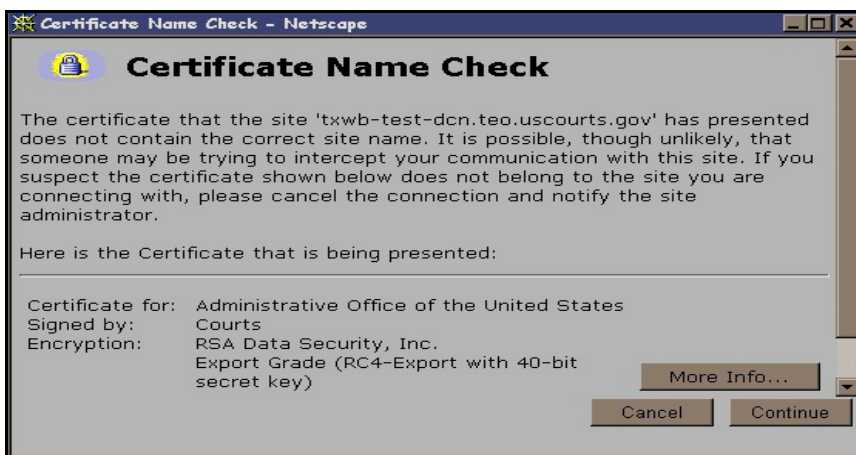 Certificate Name Check - Netscape
Certificate Name Check
The certificate that the site 'txwb-test-dcn.teo.uscourts.gov' has presented
does not contain the correct site name. It is possible, though unlikely, that
someone may be trying to intercept your communication with this site. If you
suspect the certificate shown below does not belong to the site you are
connecting with, please cancel the connection and notify the site
administrator.
Here is the Certificate that is being presented:
Certificate for: Administrative Office of the United States
Signed by: Courts
Encryption: RSA Data Security, Inc.
Export Grade (RC4-Export with 40-bit
secret key)
More Info...
Cancel Continue